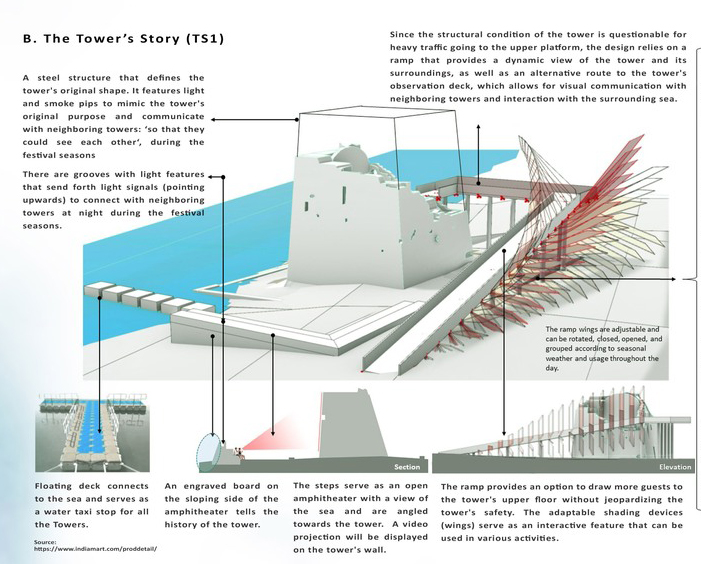 B. The Tower's Story (TS1)
Since the structural condition of the tower is questionable for
heavy traffic going to the upper platform, the design relies on a
ramp that provides a dynamic view of the tower and its
surroundings, as well as an alternative route to the tower's
observation deck, which allows for visual communication with
neighboring towers and interaction with the surrounding sea.
A steel structure that defines the
tower's original shape. It features light
and smoke pips to mimic the tower's
original purpose and communicate
with neighboring towers: 'so that they
could see each other', during the
festival seasons
There are grooves with light features
that send forth light signals (pointing
upwards) to connect with neighboring
towers at night during the festival
seasons.
The ramp wings are adjustable and
can be rotated, closed, opened, and
grouped according to seasonal
weather and usage throughout the
day.
Section
Elevation
Floating deck connects
to the sea and serves as
a water taxi stop for all
the Towers.
Source:
https://www.indiamart.com/proddetail/
An engraved board on
the sloping side of the
amphitheater tells the
history of the tower.
The steps serve as an open
amphitheater with a view of
the sea and are angled
towards the tower. A video
projection will be displayed
on the tower's wall.
The ramp provides an option to draw more guests to
the tower's upper floor without jeopardizing the
tower's safety. The adaptable shading devices
(wings) serve as an interactive feature that can be
used in various activities.